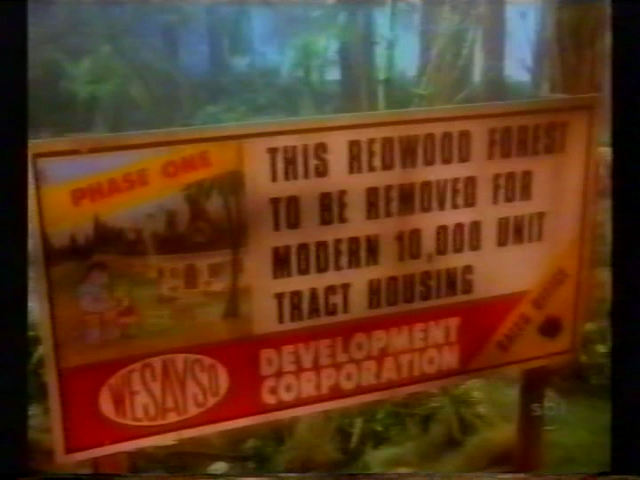 PHASE ONE
THIS REDWOOD FOREST
TO BE REMOVED FOR
MODERN 10,000 UNIT
TRACT HOUSING
WESAYSO
DEVELOPMENT
CORPORATION